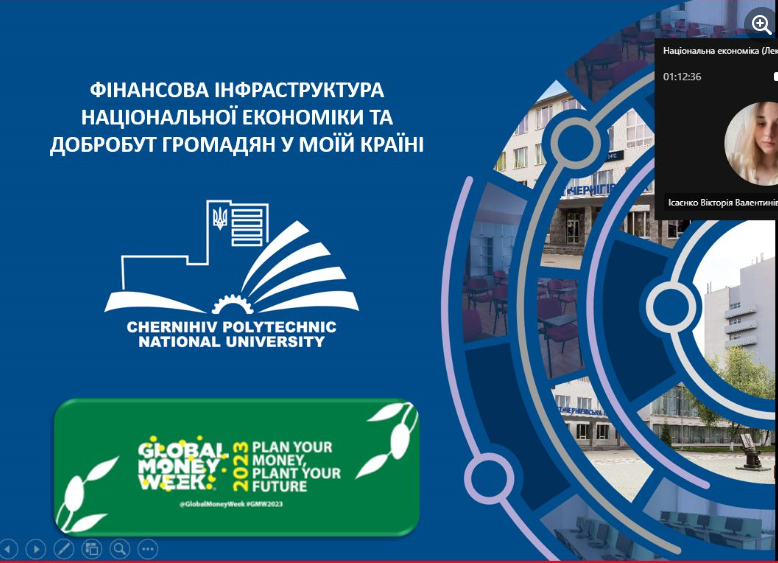 ФІНАНСОВА ІНФРАСТРУКТУРА
НАЦІОНАЛЬНОЇ ЕКОНОМІКИ ТА
ДОБРОБУТ ГРОМАДЯН У МОЇЙ КРАЇНІ
CHERNIHIV POLYTECHNIC
NATIONAL UNIVERSITY
GLOBAL
MONEY
WEEK
2023
PLAN YOUR
MONEY,
PLANT YOUR
FUTURE
@GlobalMoneyWeek #GMW2023
Національна економіка (Лек
01:12:36
Ісаєнко Вікторія Валентинів